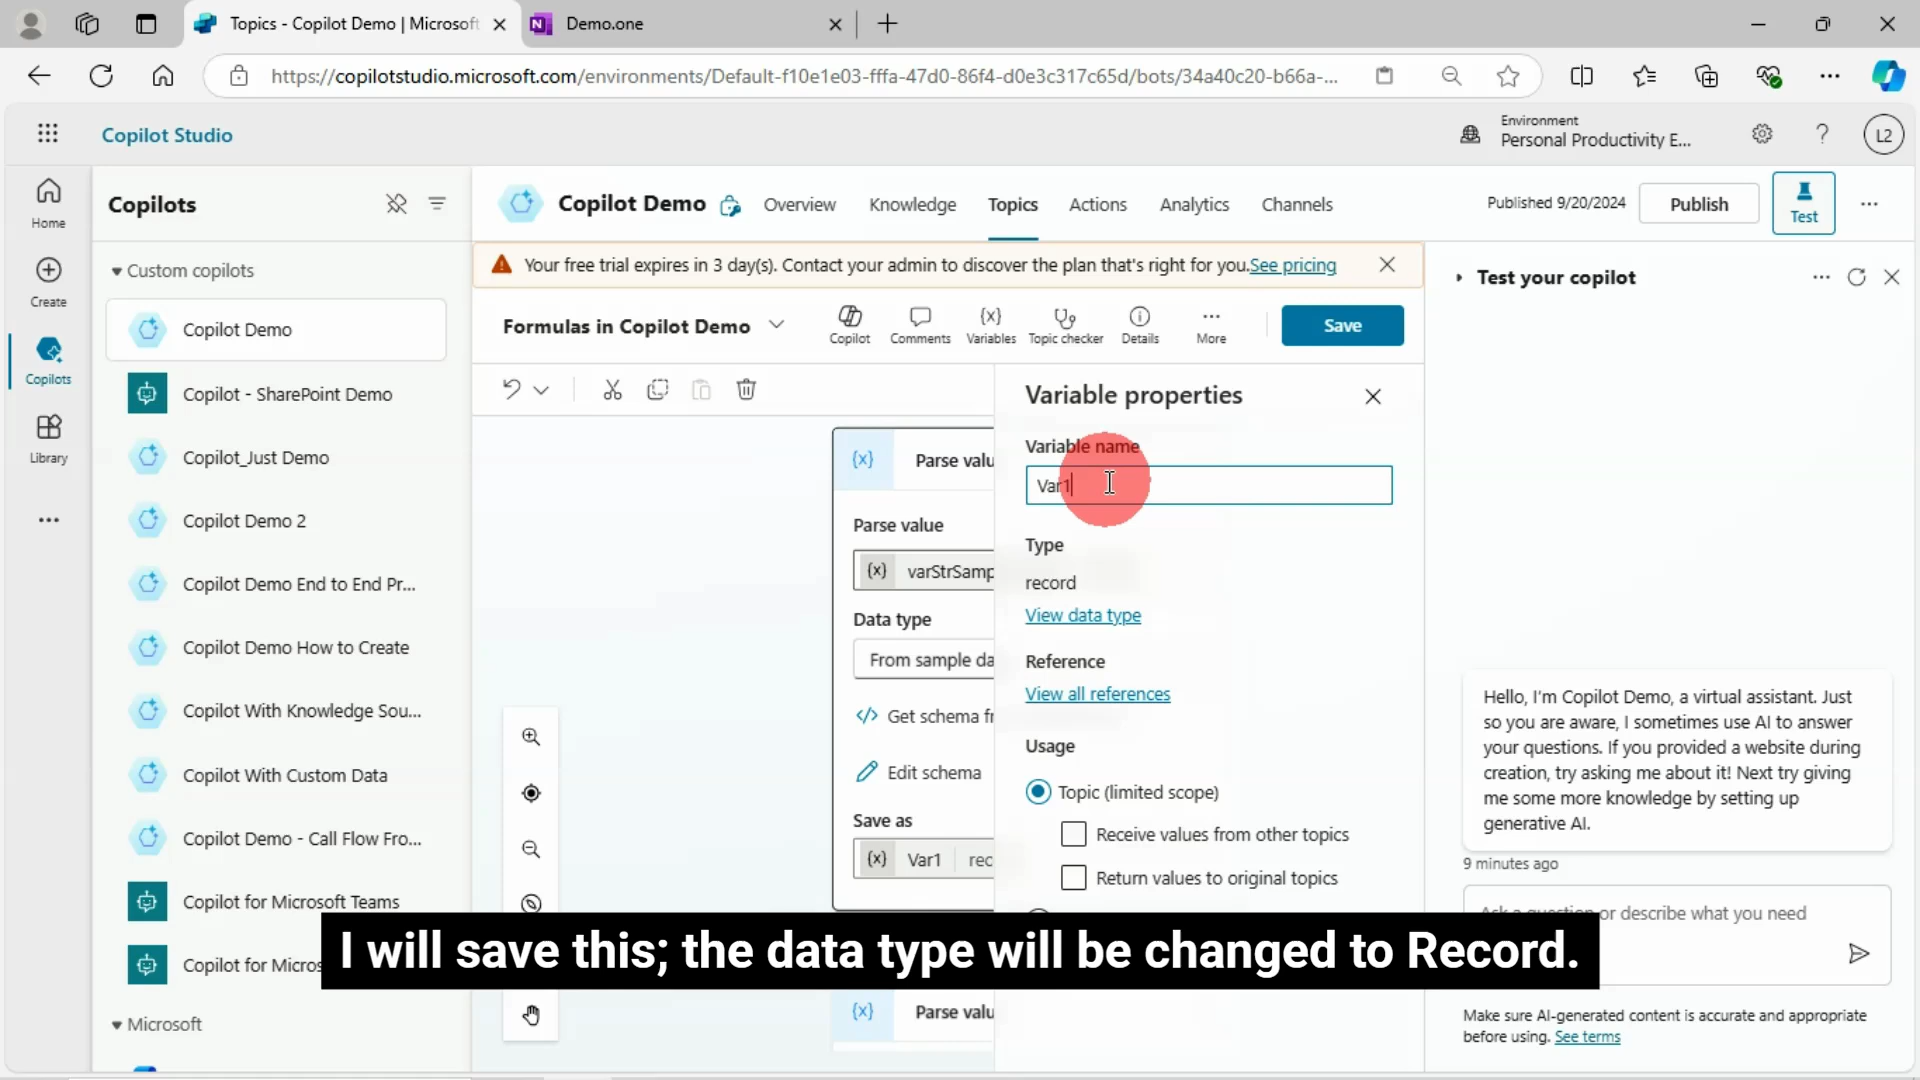 Topics - Copilot Demo | Microsoft
Demo.one
https://copilotstudio.microsoft.com/environments/Default-f10e1e03-fffa-47d0-86f4-d0e3c317c65d/bots/34a40c20-b66a-...
Copilot Studio
Environment
Personal Productivity E...
L2
Home
Create
Copilots
Library
Copilots
Custom copilots
Copilot Demo
Copilot - SharePoint Demo
Copilot_Just Demo
Copilot Demo 2
Copilot Demo End to End Pr...
Copilot Demo How to Create
Copilot With Knowledge Sou...
Copilot With Custom Data
Copilot Demo - Call Flow Fro...
Copilot for Microsoft Teams
Copilot for Micros
Microsoft
Copilot Demo
Overview
Knowledge
Topics
Actions
Analytics
Channels
Published 9/20/2024
Publish
Test
Your free trial expires in 3 day(s). Contact your admin to discover the plan that's right for you. See pricing
Formulas in Copilot Demo
Copilot
Comments
{x}
Variables
Topic checker
Details
More
Save
{x} Parse valu
Parse value
{x} varStrSamp
Data type
From sample da
</> Get schema fr
Edit schema
Save as
{x} Var1 rec
{x} Parse valu
Variable properties
Variable name
Var1
Type
record
View data type
Reference
View all references
Usage
Topic (limited scope)
Receive values from other topics
Return values to original topics
Test your copilot
Hello, I'm Copilot Demo, a virtual assistant. Just
so you are aware, I sometimes use AI to answer
your questions. If you provided a website during
creation, try asking me about it! Next try giving
me some more knowledge by setting up
generative AI.
9 minutes ago
Ask a question or describe what you need
Make sure AI-generated content is accurate and appropriate
before using. See terms
I will save this; the data type will be changed to Record.